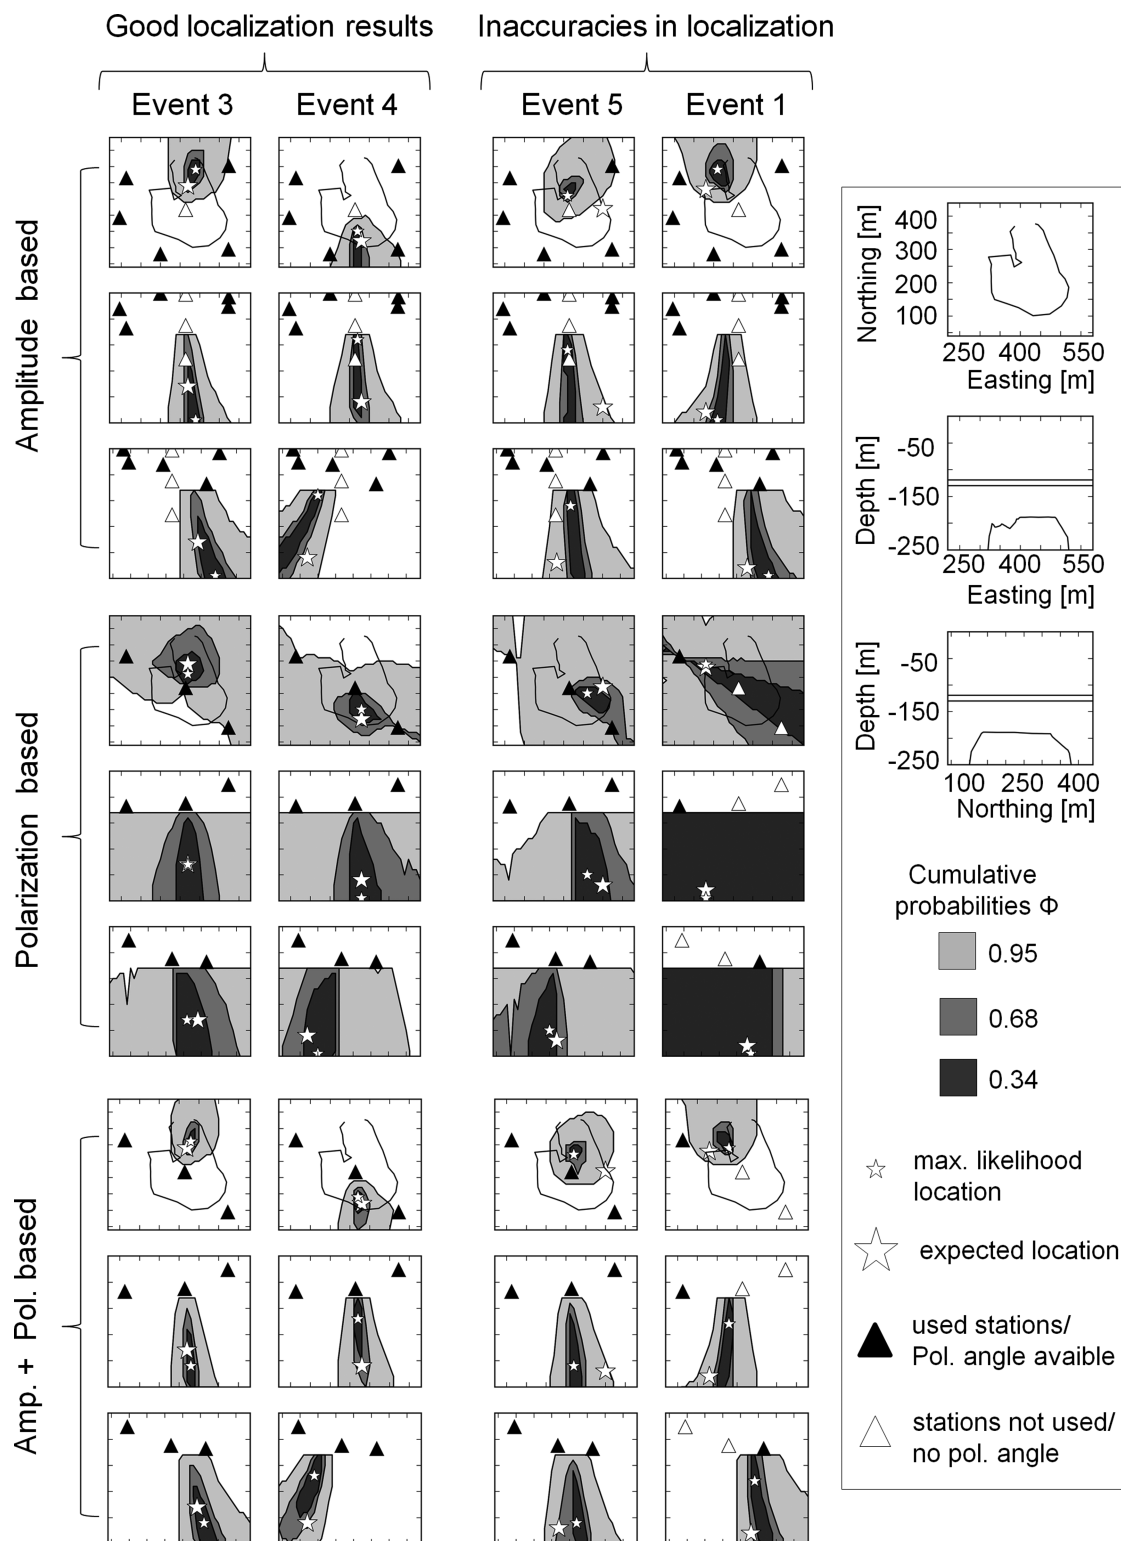 Good localization results
Inaccuracies in localization
Event 3
Event 4
Event 5
Event 1
Amplitude based
Polarization based
Amp. + Pol. based
Northing [m]
400
300
200
100
250 400 550
Easting [m]
Depth [m]
-50
-150
-250
250 400 550
Easting [m]
Depth [m]
-50
-150
-250
100 250 400
Northing [m]
Cumulative
probabilities Φ
0.95
0.68
0.34
max. likelihood
location
expected location
used stations/
Pol. angle avaible
stations not used/
no pol. angle